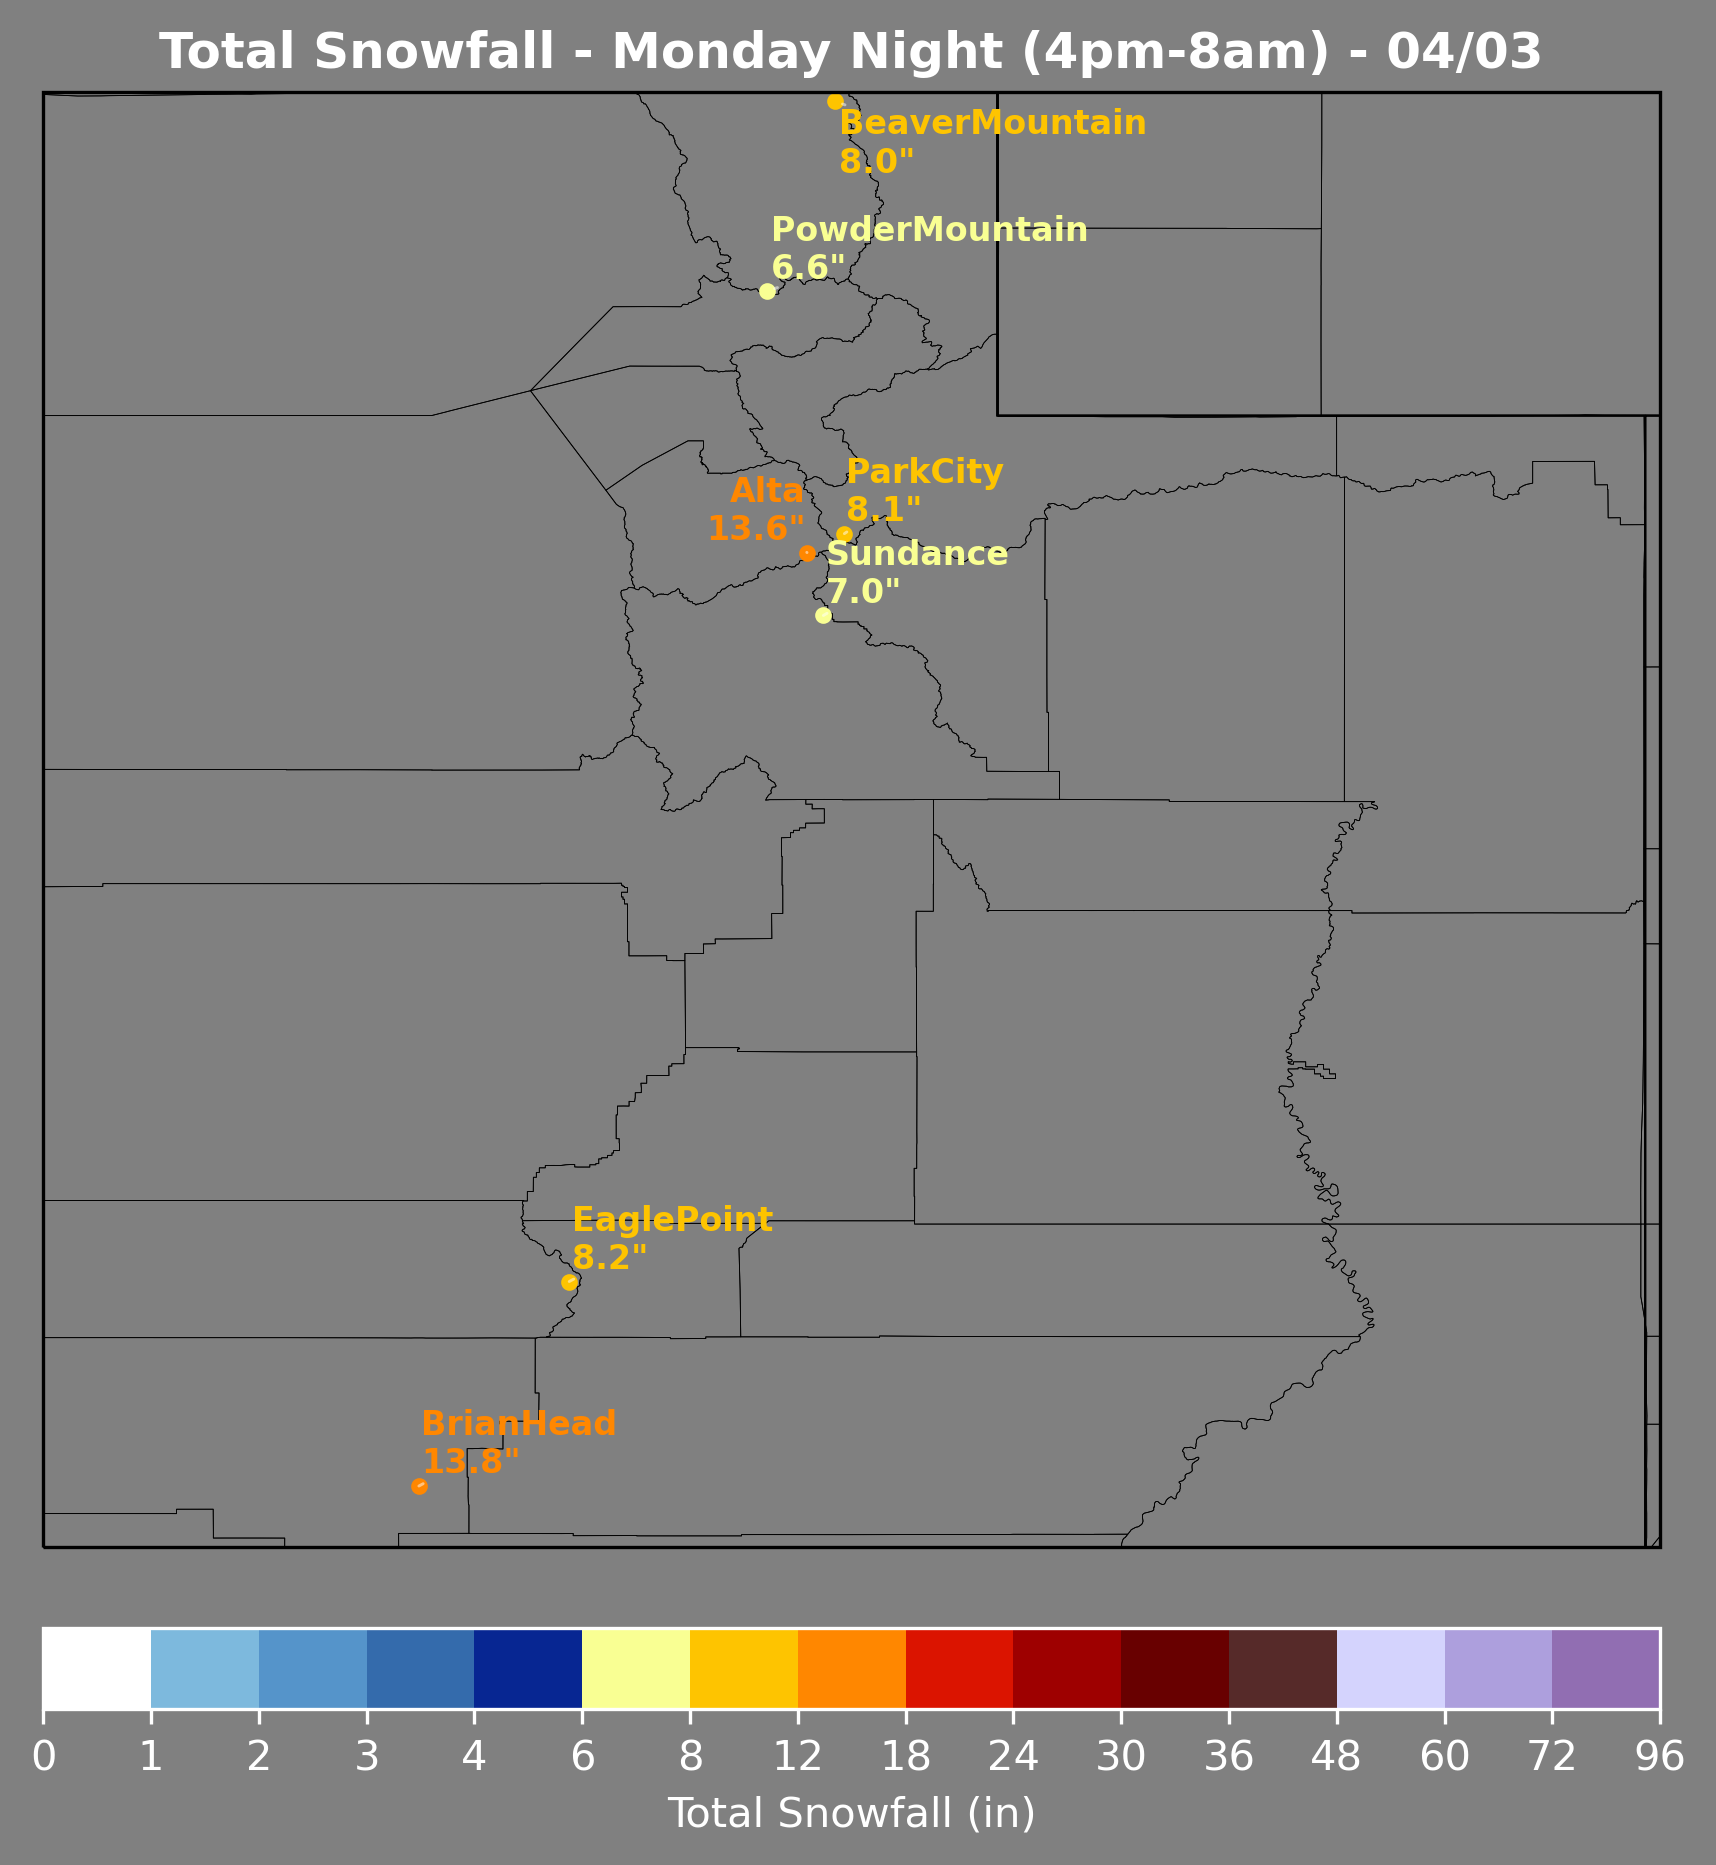 Total Snowfall - Monday Night (4pm-8am) - 04/03
BeaverMountain
8.0"
PowderMountain
6.6"
ParkCity
8.1"
Alta
13.6"
Sundance
7.0"
EaglePoint
8.2"
BrianHead
13.8"
0 1 2 3 4 6 8 12 18 24 30 36 48 60 72 96
Total Snowfall (in)